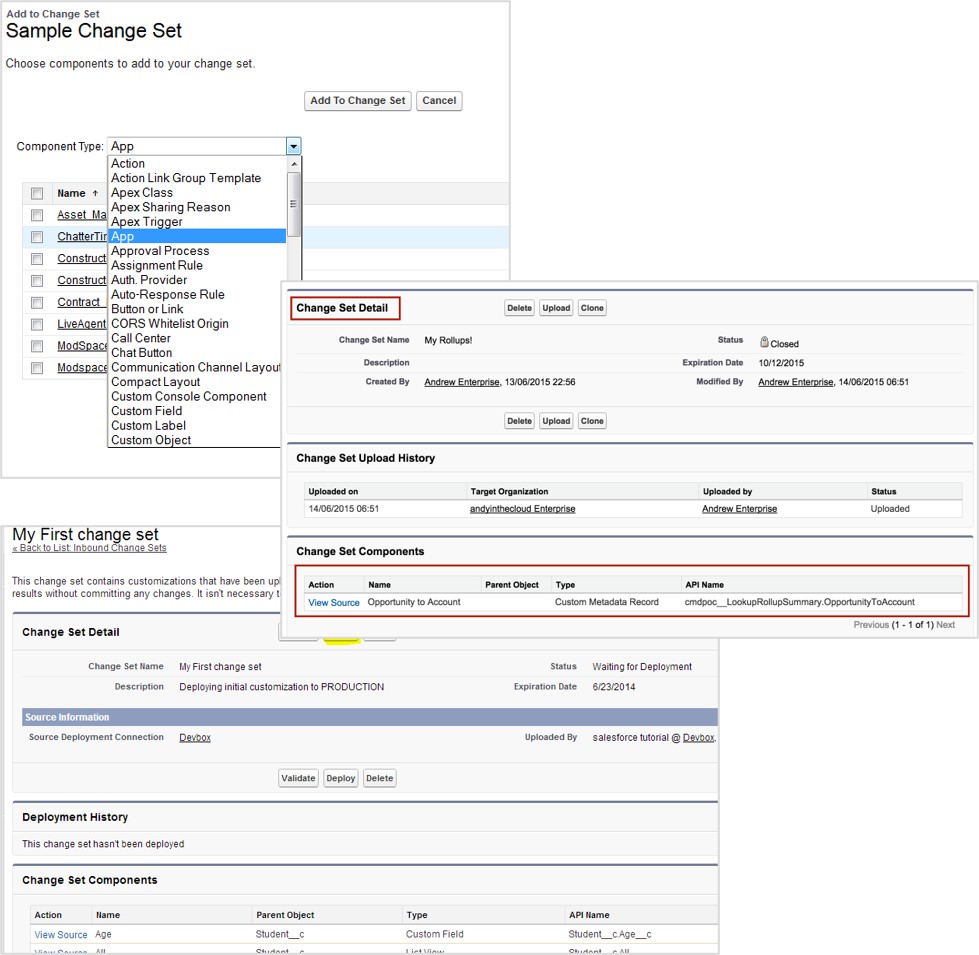 Add to Change Set
Sample Change Set
Choose components to add to your change set.
Add To Change Set Cancel
Component Type: App
Action
Action Link Group Template
Apex Class
Apex Sharing Reason
Apex Trigger
App
Approval Process
Assignment Rule
Auth. Provider
Auto-Response Rule
Button or Link
CORS Whitelist Origin
Call Center
Chat Button
Communication Channel Layout
Compact Layout
Custom Console Component
Custom Field
Custom Label
Custom Object
Name ↑
Asset_Ma
ChatterTi
Construct
Construct
Contract_
LiveAgent
ModSpace
Modspace
Change Set Detail Delete Upload Clone
Change Set Name My Rollups! Status Closed
Description Expiration Date 10/12/2015
Created By Andrew Enterprise, 13/06/2015 22:56 Modified By Andrew Enterprise, 14/06/2015 06:51
Delete Upload Clone
Change Set Upload History
Uploaded on Target Organization Uploaded by Status
14/06/2015 06:51 andyinthecloud Enterprise Andrew Enterprise Uploaded
Change Set Components
Action Name Parent Object Type API Name
View Source Opportunity to Account Custom Metadata Record cmdpoc__LookupRollupSummary.OpportunityToAccount
Previous (1 - 1 of 1) Next
My First change set
« Back to List: Inbound Change Sets
This change set contains customizations that have been upl
results without committing any changes. It isn't necessary t
Change Set Detail
Change Set Name My First change set Status Waiting for Deployment
Description Deploying initial customization to PRODUCTION Expiration Date 6/23/2014
Source Information
Source Deployment Connection Devbox Uploaded By salesforce tutorial @ Devbox,
Validate Deploy Delete
Deployment History
This change set hasn't been deployed
Change Set Components
Action Name Parent Object Type API Name
View Source Age Student__c Custom Field Student__c.Age__c
View Source All Student__c List View Student__c.All